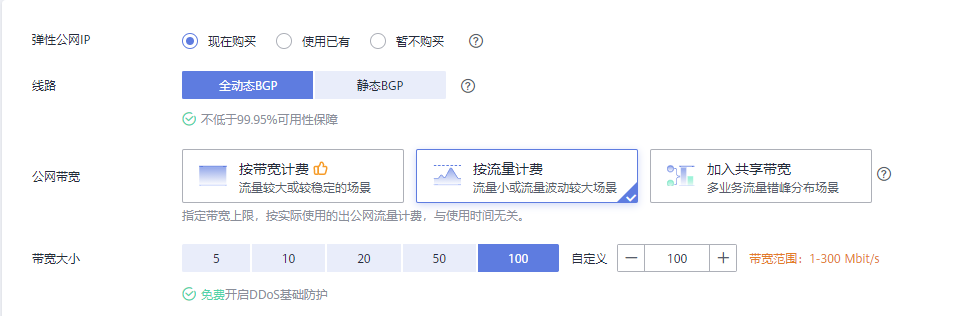 弹性公网IP 现在购买 使用已有 暂不购买 ?
线路 全动态BGP 静态BGP ?
不低于99.95%可用性保障
公网带宽 按带宽计费 按流量计费 加入共享带宽 ?
流量较大或较稳定的场景 流量小或流量波动较大场景 多业务流量错峰分布场景
指定带宽上限，按实际使用的出公网流量计费，与使用时间无关。
带宽大小 5 10 20 50 100 自定义 — 100 + 带宽范围：1-300 Mbit/s
免费开启DDoS基础防护